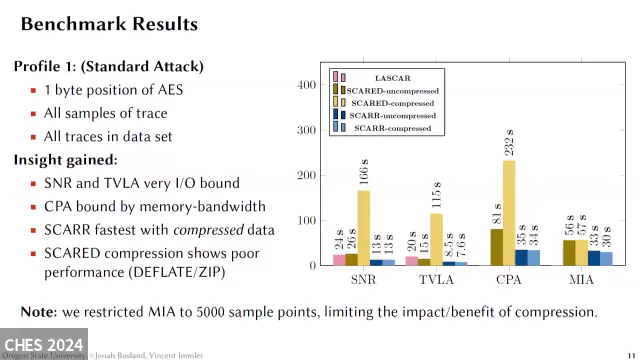 Benchmark Results
Profile 1: (Standard Attack)
1 byte position of AES
All samples of trace
All traces in data set
Insight gained:
SNR and TVLA very I/O bound
CPA bound by memory-bandwidth
SCARR fastest with compressed data
SCARED compression shows poor
performance (DEFLATE/ZIP)
400
300
200
100
0
LASCAR
SCARED-uncompressed
SCARED-compressed
SCARR-uncompressed
SCARR-compressed
24 s
26 s
166 s
13 s
13 s
20 s
15 s
115 s
8.5 s
7.6 s
81 s
232 s
35 s
34 s
56 s
57 s
33 s
30 s
SNR
TVLA
CPA
MIA
Note: we restricted MIA to 5000 sample points, limiting the impact/benefit of compression.
CHES 2024
Oregon State University, ©Jonah Bosland, Vincent Immler
11